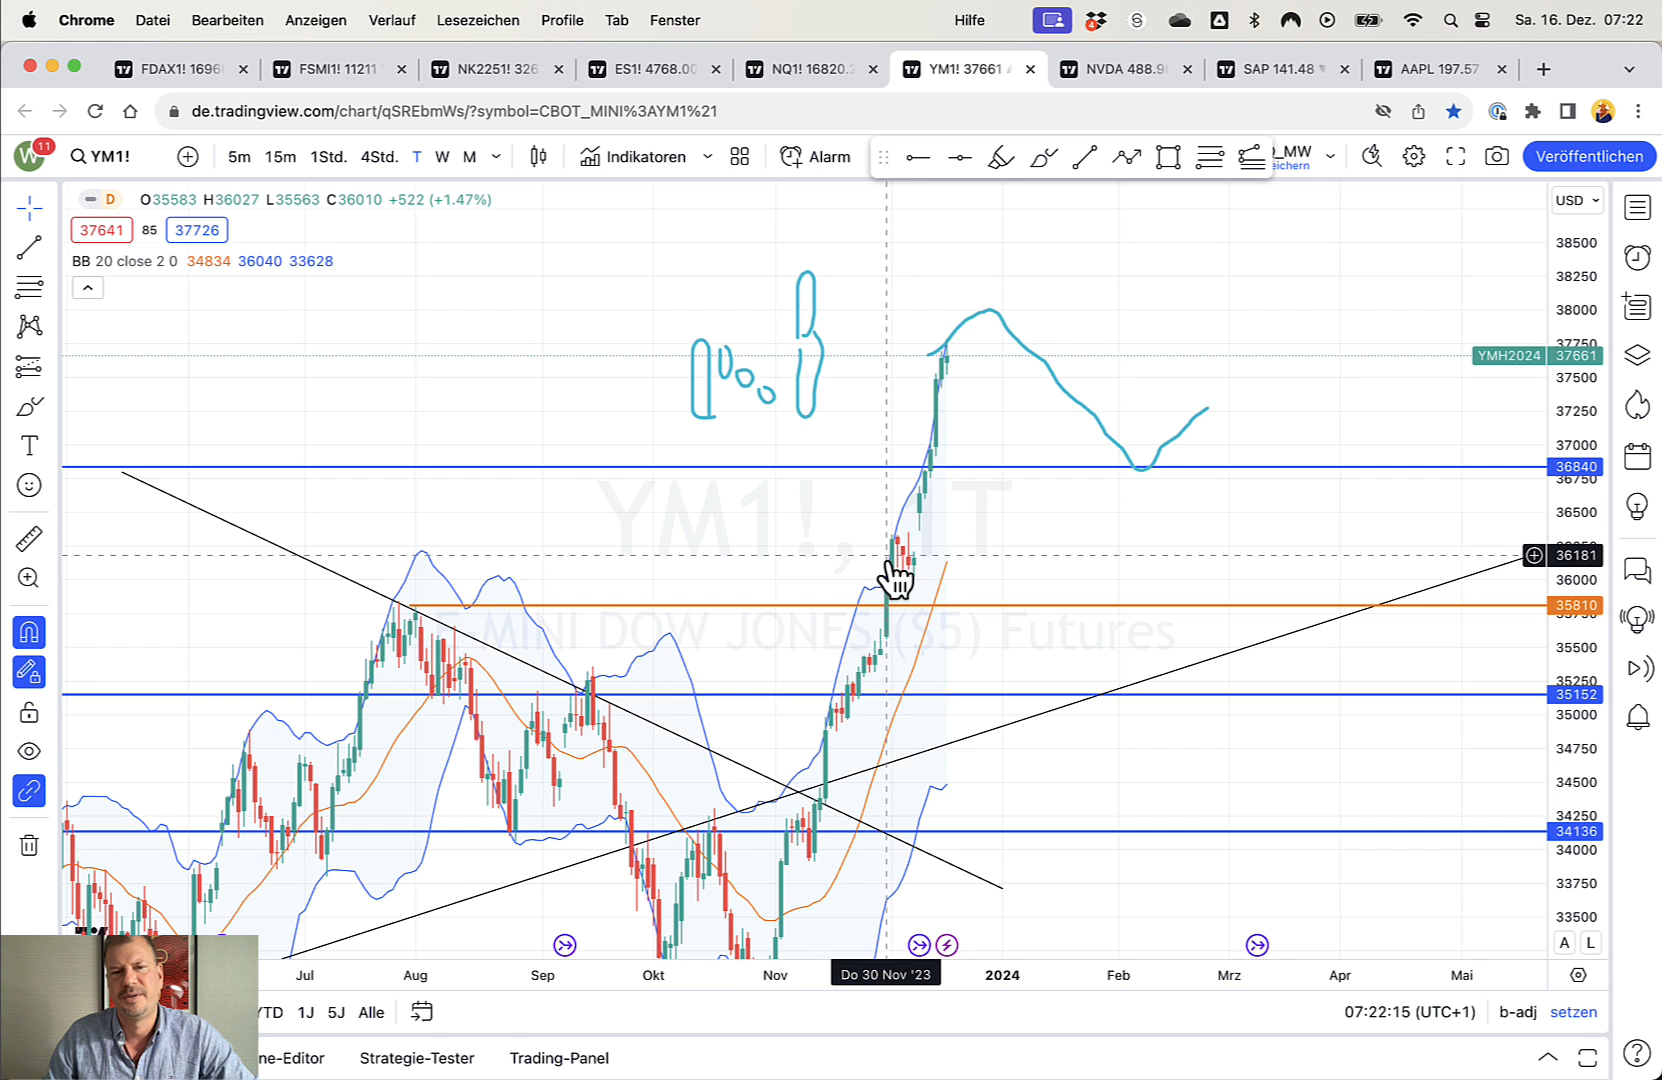 Chrome Datei Bearbeiten Anzeigen Verlauf Lesezeichen Profile Tab Fenster Hilfe Sa. 16. Dez. 07:22
FDAX1! 1696 FSMI1! 11211 NK2251! 326 ES1! 4768.00 NQ1! 16820. YM1! 37661 NVDA 488.9 SAP 141.48 ▼ AAPL 197.57
de.tradingview.com/chart/qSREbmWs/?symbol=CBOT_MINI%3AYM1%21
W 11 YM1! 5m 15m 1Std. 4Std. T W M Indikatoren Alarm _MW Veröffentlichen
eichern
D O35583 H36027 L35563 C36010 +522 (+1.47%)
USD
37641 85 37726
BB 20 close 2 0 34834 36040 33628
38500
38250
38000
37750
YMH2024 37661
37500
37250
37000
36840
36750
36500
YM1!, 1T
36181
36000
35810
E-MINI DOW JONES ($5) Futures
35500
35250
35152
35000
34750
34500
34250
34136
34000
33750
33500
A L
Jul Aug Sep Okt Nov Do 30 Nov '23 2024 Feb Mrz Apr Mai
YTD 1J 5J Alle 07:22:15 (UTC+1) b-adj setzen
ne-Editor Strategie-Tester Trading-Panel